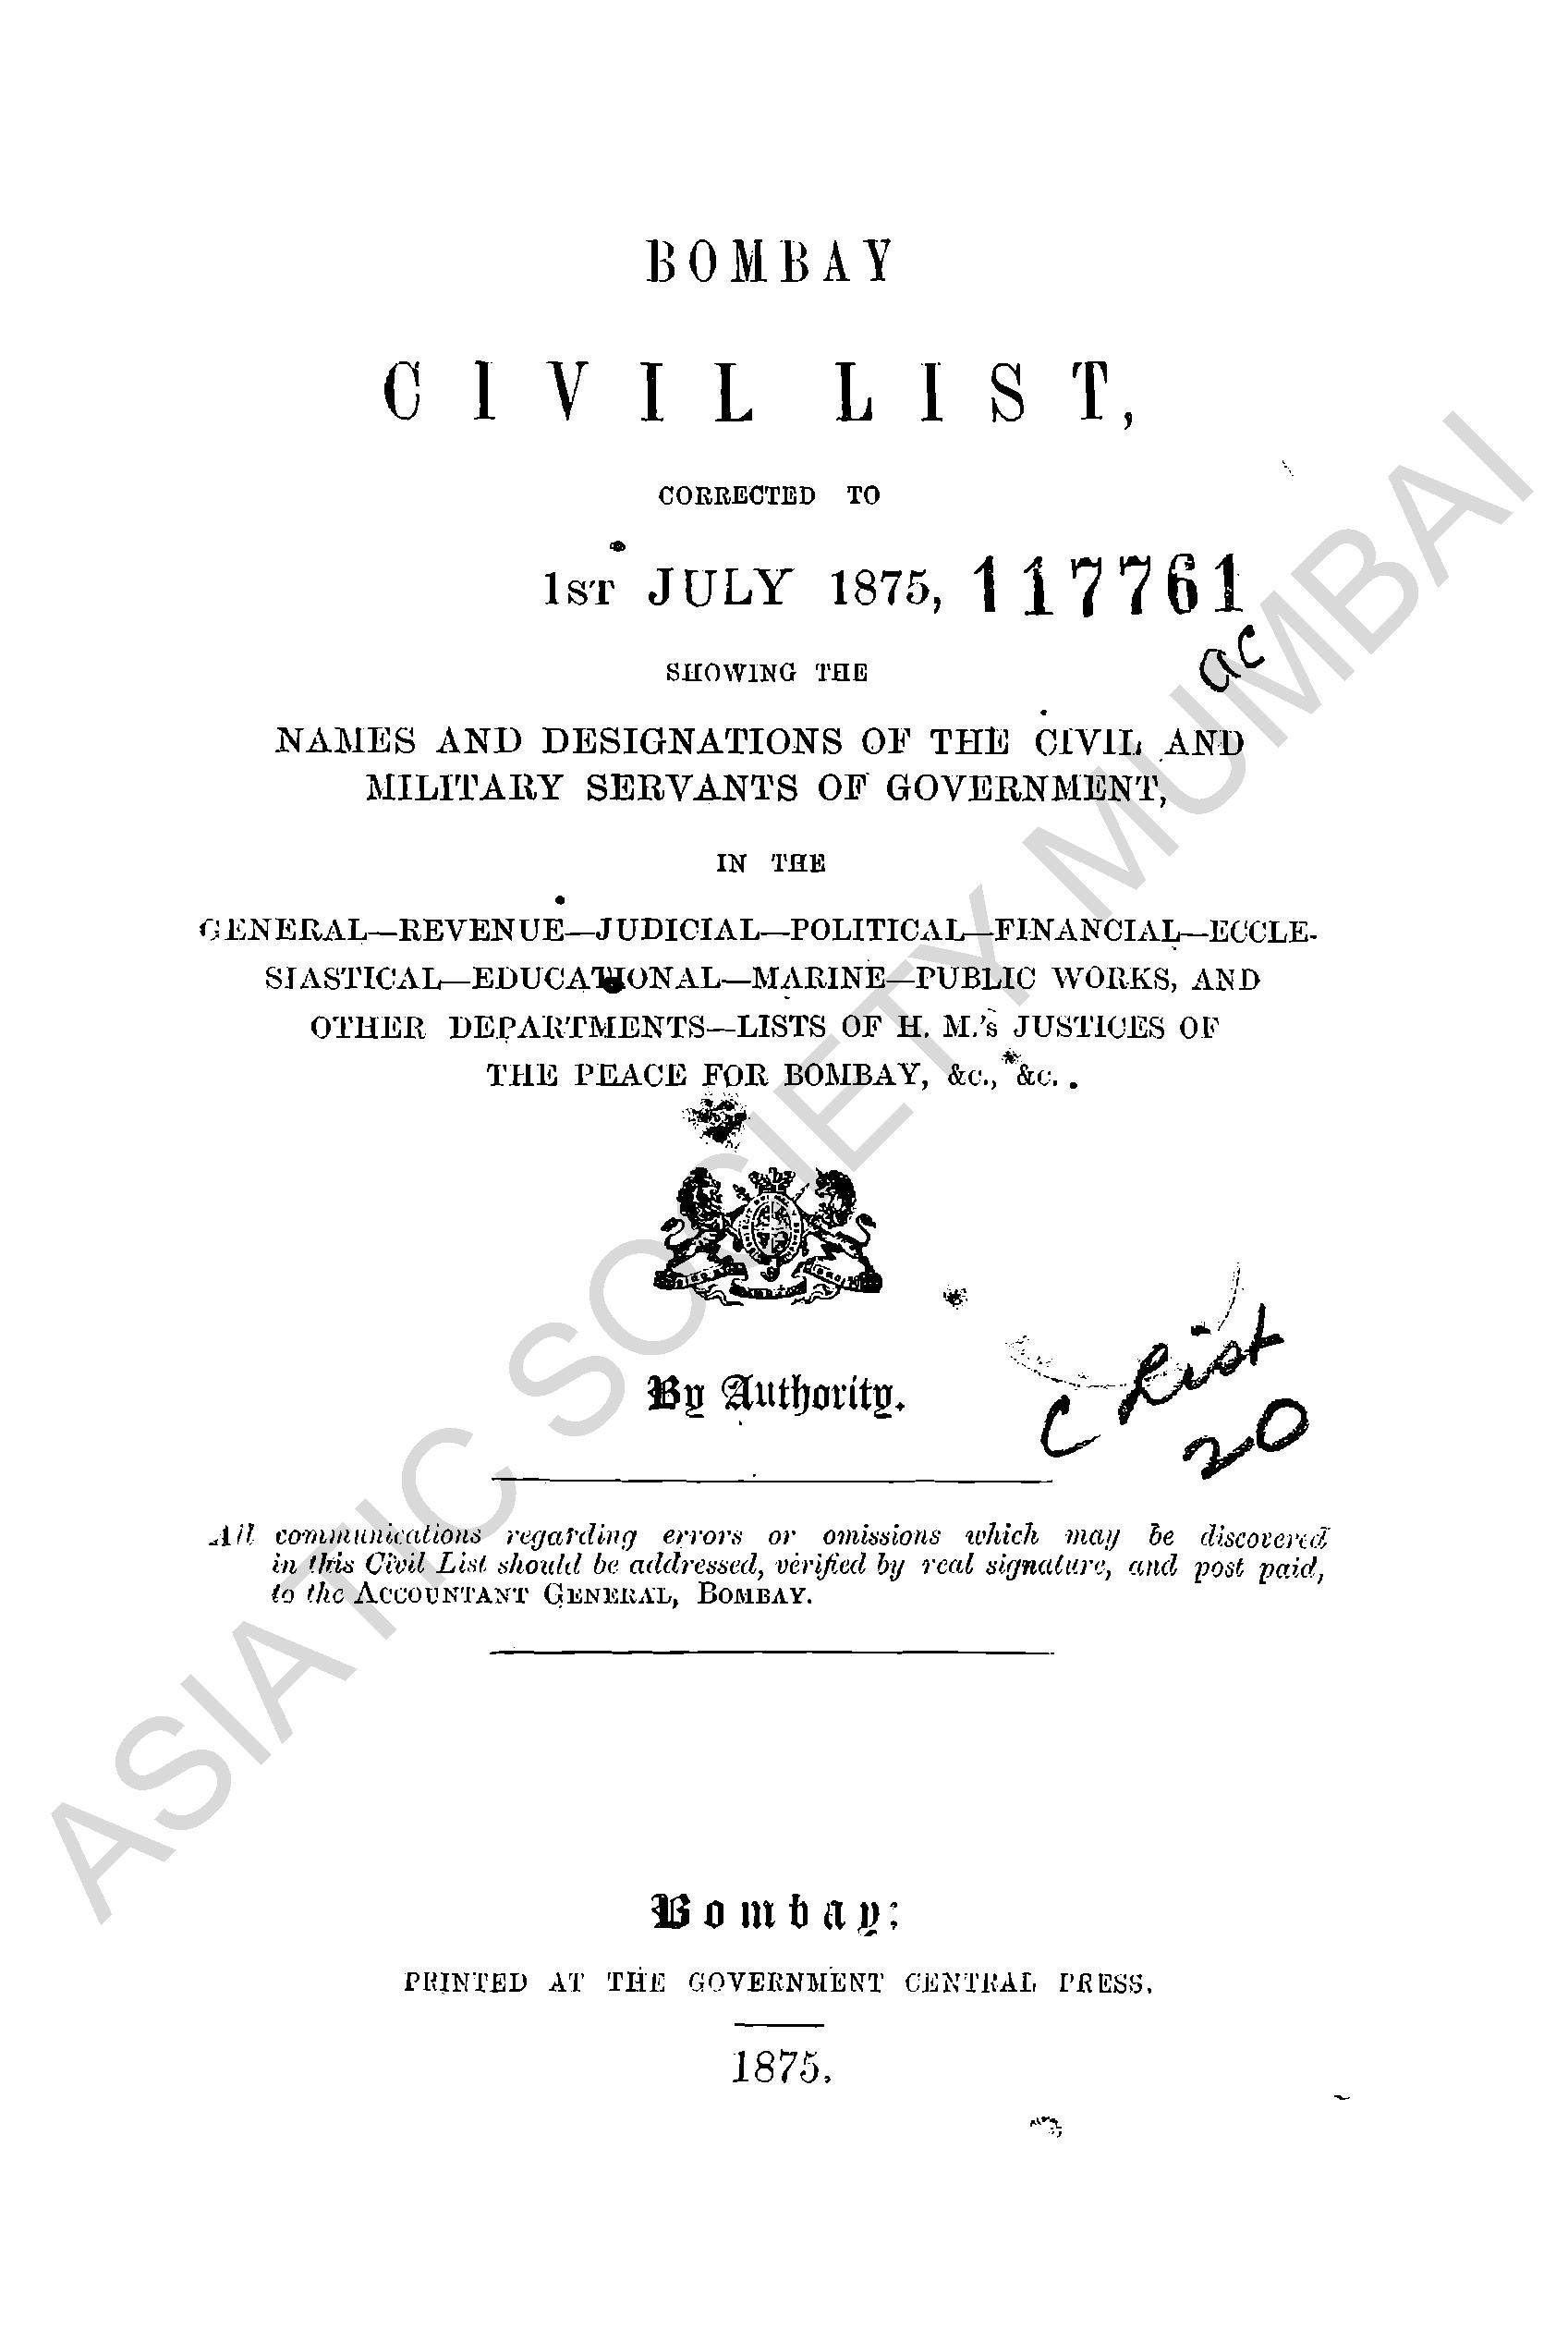 BOMBAY
CIVIL LIST,
CORRECTED TO
1ST JULY 1875, 117761
ac
SHOWING THE
NAMES AND DESIGNATIONS OF THE CIVIL AND
MILITARY SERVANTS OF GOVERNMENT,
IN THE
GENERAL—REVENUE—JUDICIAL—POLITICAL—FINANCIAL—ECCLE-
SIASTICAL—EDUCATIONAL—MARINE—PUBLIC WORKS, AND
OTHER DEPARTMENTS—LISTS OF H. M.'s JUSTICES OF
THE PEACE FOR BOMBAY, &c., &c.
By Authority.
C List
20
All communications regarding errors or omissions which may be discovered
in this Civil List should be addressed, verified by real signature, and post paid,
to the ACCOUNTANT GENERAL, BOMBAY.
Bombay:
PRINTED AT THE GOVERNMENT CENTRAL PRESS.
1875.
ASIATIC SOCIETY MUMBAI